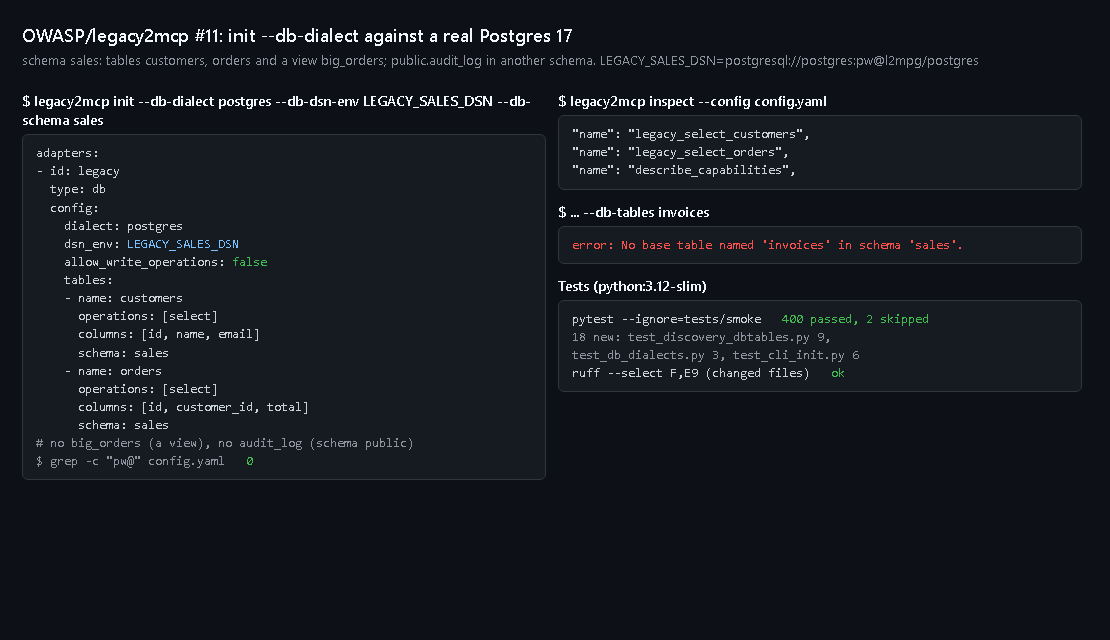 OWASP/legacy2mcp #11: init --db-dialect against a real Postgres 17
schema sales: tables customers, orders and a view big_orders; public.audit_log in another schema. LEGACY_SALES_DSN=postgresql://postgres:pw@l2mpg/postgres
$ legacy2mcp init --db-dialect postgres --db-dsn-env LEGACY_SALES_DSN --db-
schema sales
adapters:
- id: legacy
  type: db
  config:
    dialect: postgres
    dsn_env: LEGACY_SALES_DSN
    allow_write_operations: false
    tables:
    - name: customers
      operations: [select]
      columns: [id, name, email]
      schema: sales
    - name: orders
      operations: [select]
      columns: [id, customer_id, total]
      schema: sales
# no big_orders (a view), no audit_log (schema public)
$ grep -c "pw@" config.yaml   0
$ legacy2mcp inspect --config config.yaml
"name": "legacy_select_customers",
"name": "legacy_select_orders",
"name": "describe_capabilities",
$ … --db-tables invoices
error: No base table named 'invoices' in schema 'sales'.
Tests (python:3.12-slim)
pytest --ignore=tests/smoke   400 passed, 2 skipped
18 new: test_discovery_dbtables.py 9,
test_db_dialects.py 3, test_cli_init.py 6
ruff --select F,E9 (changed files)   ok